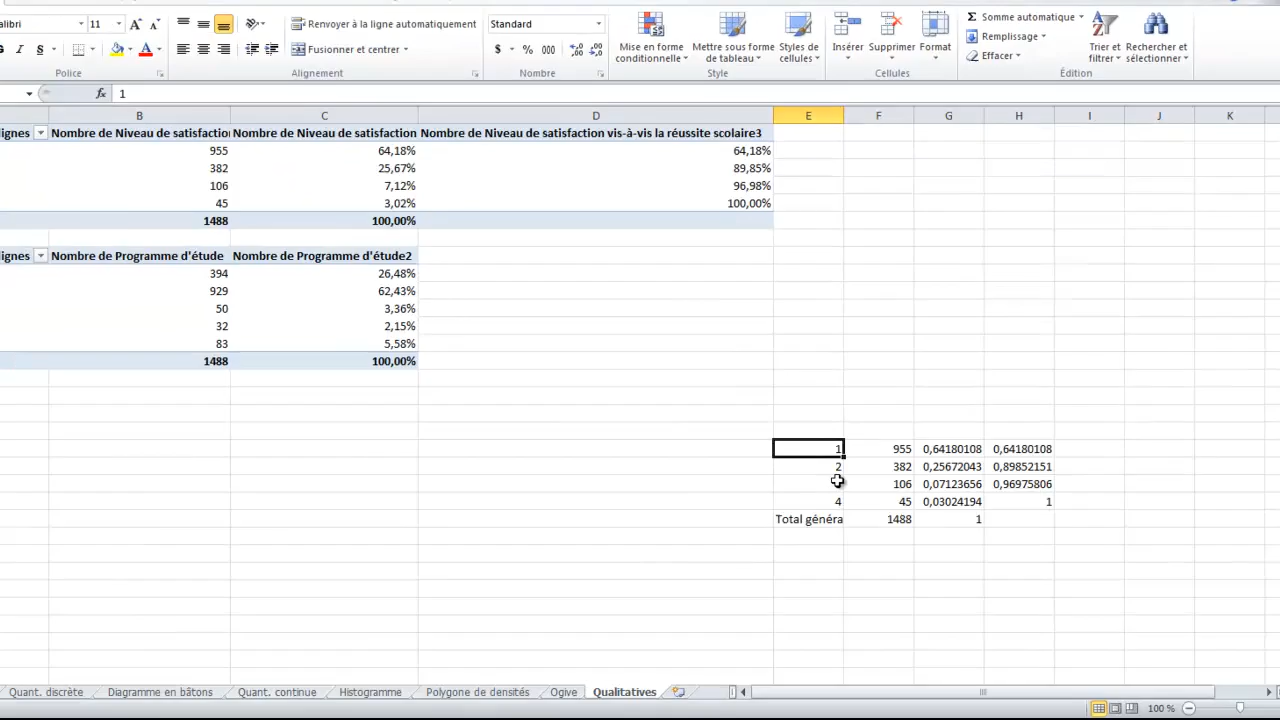 alibri 11 A A Renvoyer à la ligne automatiquement Standard Σ Somme automatique
G I S A Fusionner et centrer $ % 000 Mise en forme conditionnelle Mettre sous forme de tableau Styles de cellules Insérer Supprimer Format Remplissage Effacer Trier et filtrer Rechercher et sélectionner
Police Alignement Nombre Style Cellules Édition
fx 1
B C D E F G H I J K
lignes Nombre de Niveau de satisfaction Nombre de Niveau de satisfaction Nombre de Niveau de satisfaction vis-à-vis la réussite scolaire3
955 64,18% 64,18%
382 25,67% 89,85%
106 7,12% 96,98%
45 3,02% 100,00%
1488 100,00%
lignes Nombre de Programme d'étude Nombre de Programme d'étude2
394 26,48%
929 62,43%
50 3,36%
32 2,15%
83 5,58%
1488 100,00%
1 955 0,64180108 0,64180108
2 382 0,25672043 0,89852151
106 0,07123656 0,96975806
4 45 0,03024194 1
Total généra 1488 1
Quant. discrète Diagramme en bâtons Quant. continue Histogramme Polygone de densités Ogive Qualitatives
100 %